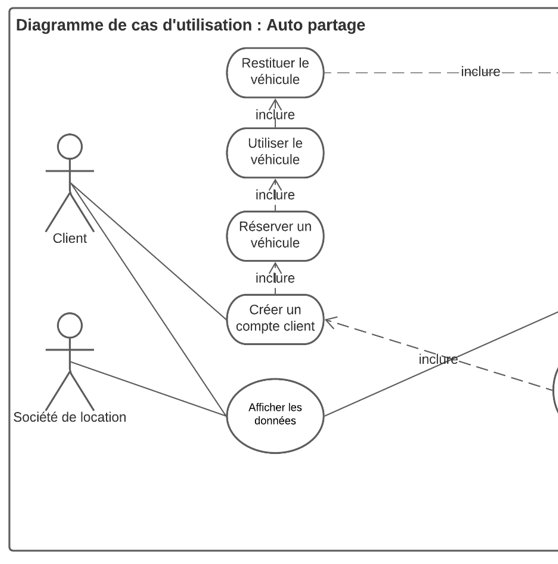 Diagramme de cas d'utilisation : Auto partage
Restituer le
véhicule
inclure
inclure
Utiliser le
véhicule
inclure
Réserver un
véhicule
Client
inclure
Créer un
compte client
inclure
Afficher les
données
Société de location